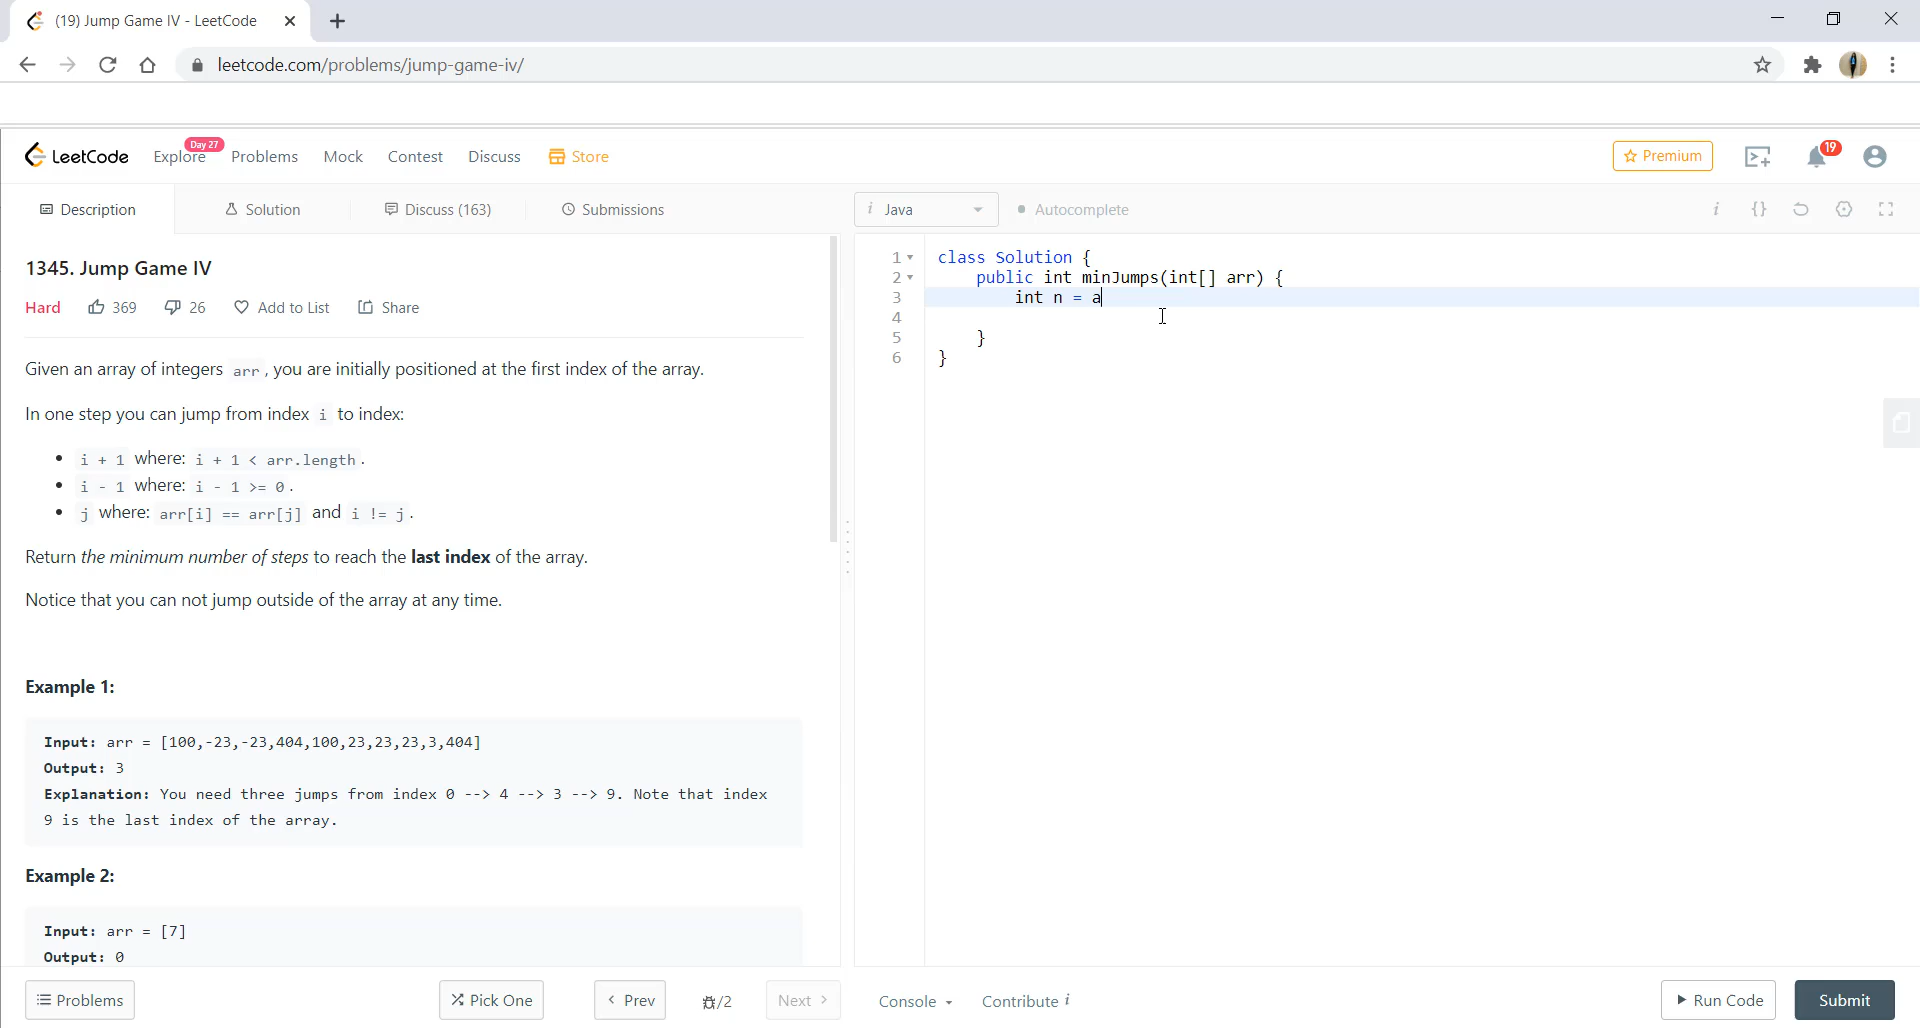 (19) Jump Game IV - LeetCode
leetcode.com/problems/jump-game-iv/
LeetCode Explore Day 27 Problems Mock Contest Discuss Store Premium 19
Description Solution Discuss (163) Submissions
i Java Autocomplete i {}
1345. Jump Game IV
Hard 369 26 Add to List Share
Given an array of integers arr, you are initially positioned at the first index of the array.
In one step you can jump from index i to index:
• i + 1 where: i + 1 < arr.length.
• i - 1 where: i - 1 >= 0.
• j where: arr[i] == arr[j] and i != j.
Return the minimum number of steps to reach the last index of the array.
Notice that you can not jump outside of the array at any time.
Example 1:
Input: arr = [100,-23,-23,404,100,23,23,23,3,404]
Output: 3
Explanation: You need three jumps from index 0 --> 4 --> 3 --> 9. Note that index
9 is the last index of the array.
Example 2:
Input: arr = [7]
Output: 0
1 class Solution {
2 public int minJumps(int[] arr) {
3 int n = a
4
5 }
6 }
Problems Pick One < Prev /2 Next > Console Contribute i Run Code Submit